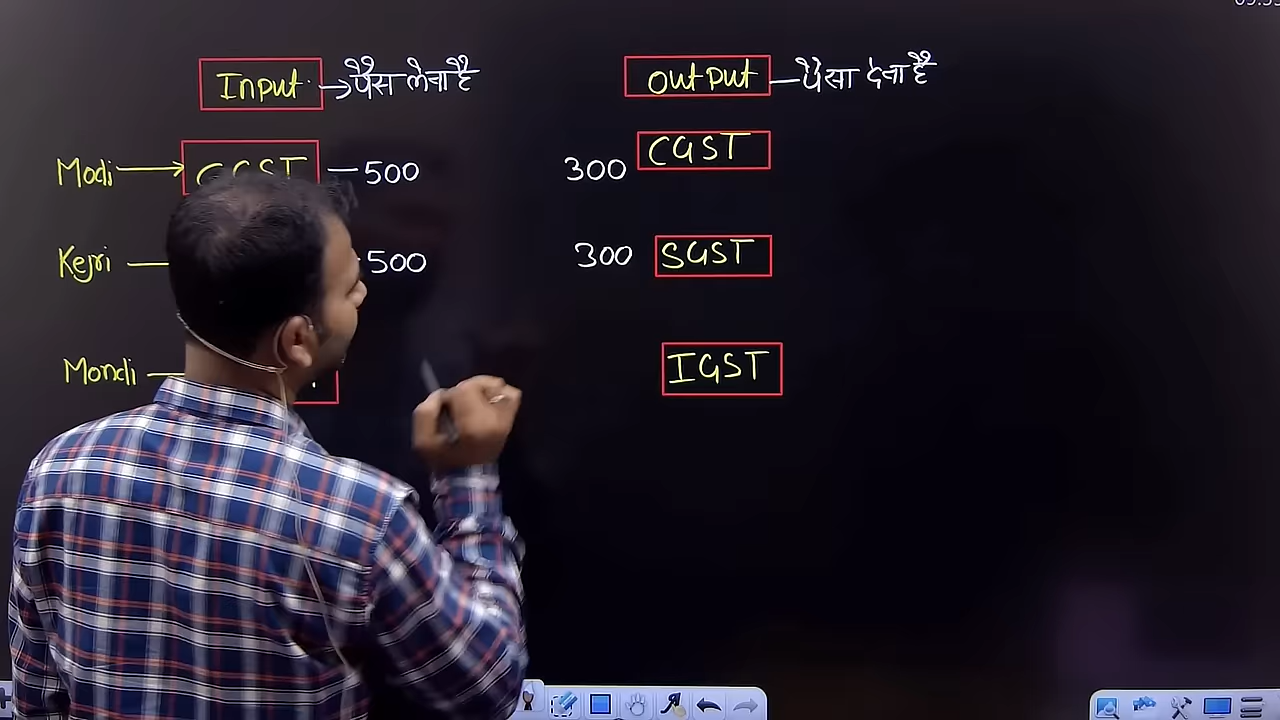 Input → पैसा लेना है
Output — पैसा देना है
Modi → CGST — 500
300 CGST
Kejri — 500
300 SGST
Mondi —
IGST